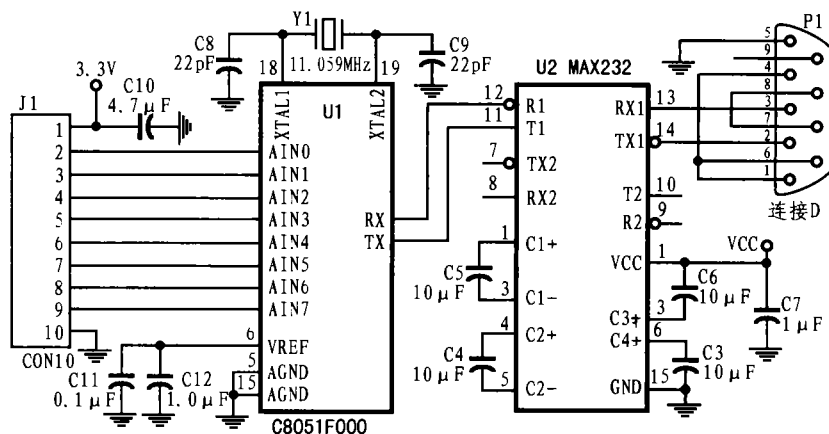 Y1
11.059MHz
C8
22pF
18
19
C9
22pF
3.3V
C10
4.7μF
J1
1
2
3
4
5
6
7
8
9
10
CON10
XTAL1
U1
XTAL2
AIN0
AIN1
AIN2
AIN3
AIN4
AIN5
AIN6
AIN7
RX
TX
6
VREF
5
AGND
15
AGND
C11
0.1μF
C12
1.0μF
C8051F000
U2 MAX232
12
R1
11
T1
7
TX2
8
RX2
1
C1+
C5
10μF
3
C1-
4
C2+
C4
10μF
5
C2-
RX1
13
TX1
14
T2
10
R2
9
VCC
1
C3+
3
C4+
6
GND
15
C6
10μF
C3
10μF
VCC
C7
1μF
P1
5
9
4
8
3
7
2
6
1
连接D